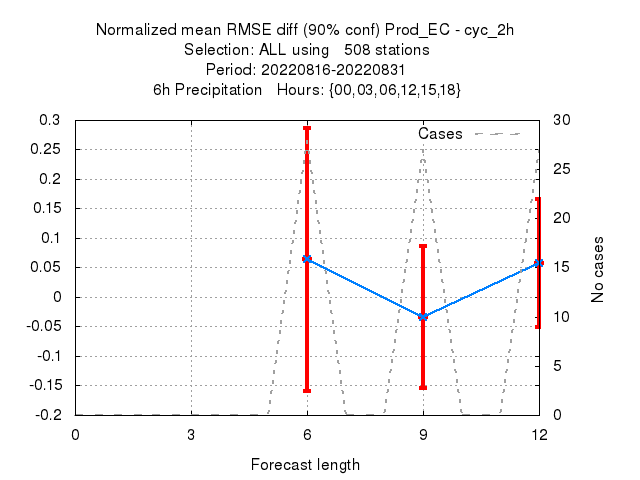 Normalized mean RMSE diff (90% conf) Prod_EC - cyc_2h
Selection: ALL using   508 stations
Period: 20220816-20220831
6h Precipitation   Hours: {00,03,06,12,15,18}
Cases
0.3
0.25
0.2
0.15
0.1
0.05
0
-0.05
-0.1
-0.15
-0.2
30
25
20
15
10
5
0
No cases
0 3 6 9 12
Forecast length